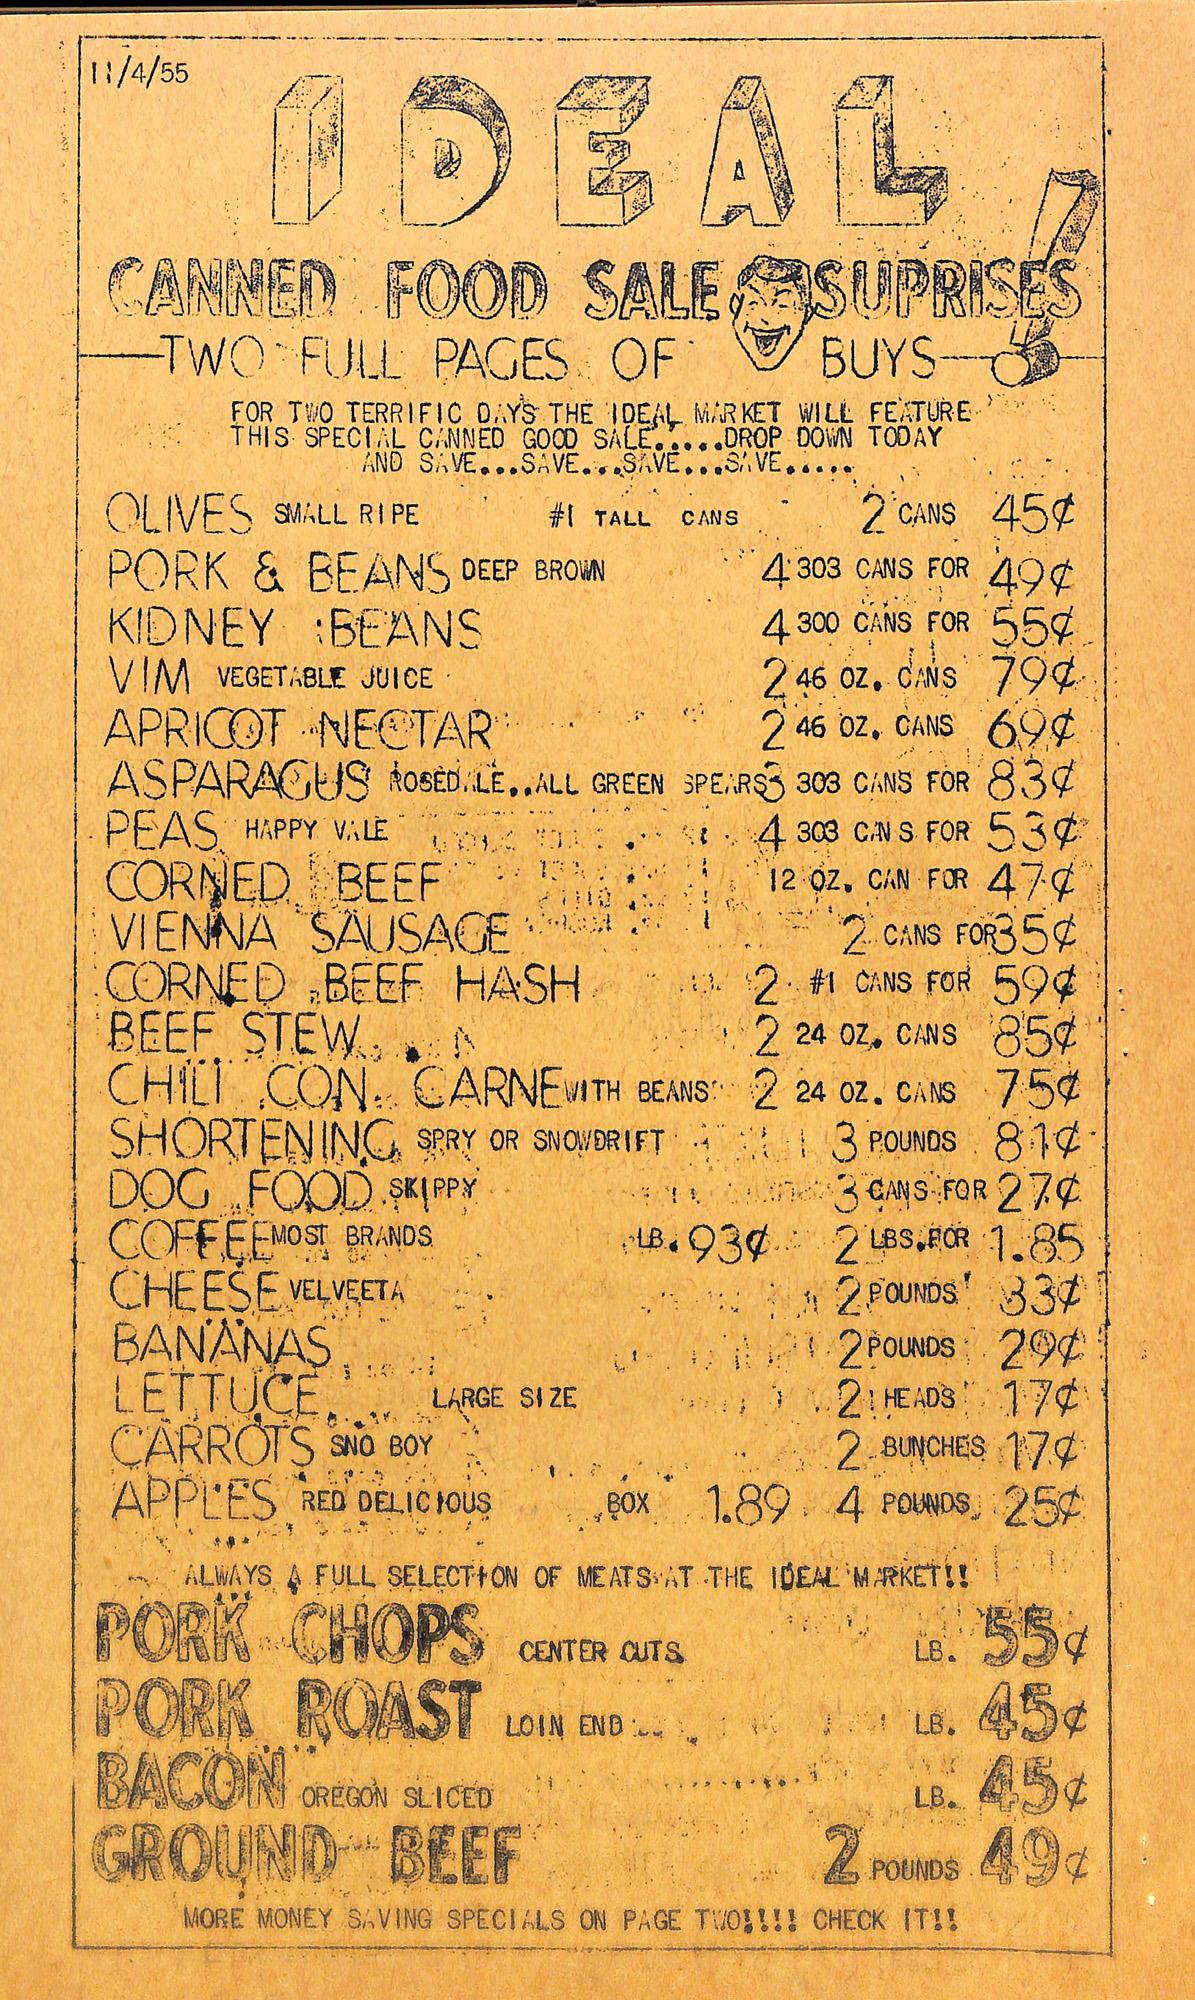 11/4/55
IDEAL
CANNED FOOD SALE SUPRISES!
TWO FULL PAGES OF BUYS
FOR TWO TERRIFIC DAYS THE IDEAL MARKET WILL FEATURE
THIS SPECIAL CANNED GOOD SALE.....DROP DOWN TODAY
AND SAVE...SAVE...SAVE...SAVE.....
OLIVES SMALL RIPE #1 TALL CANS 2 CANS 45¢
PORK & BEANS DEEP BROWN 4 303 CANS FOR 49¢
KIDNEY BEANS 4 300 CANS FOR 55¢
VIM VEGETABLE JUICE 2 46 OZ. CANS 79¢
APRICOT NECTAR 2 46 OZ. CANS 69¢
ASPARAGUS ROSEDALE..ALL GREEN SPEARS 3 303 CANS FOR 83¢
PEAS HAPPY VALE 4 303 CANS FOR 53¢
CORNED BEEF 12 OZ. CAN FOR 47¢
VIENNA SAUSAGE 2 CANS FOR 35¢
CORNED BEEF HASH 2 #1 CANS FOR 59¢
BEEF STEW 2 24 OZ. CANS 85¢
CHILI CON CARNE WITH BEANS 2 24 OZ. CANS 75¢
SHORTENING SPRY OR SNOWDRIFT 3 POUNDS 81¢
DOG FOOD SKIPPY 3 CANS FOR 27¢
COFFEE MOST BRANDS LB. 93¢ 2 LBS. FOR 1.85
CHEESE VELVEETA 2 POUNDS 83¢
BANANAS 2 POUNDS 29¢
LETTUCE LARGE SIZE 2 HEADS 17¢
CARROTS SNO BOY 2 BUNCHES 17¢
APPLES RED DELICIOUS BOX 1.89 4 POUNDS 25¢
ALWAYS A FULL SELECTION OF MEATS AT THE IDEAL MARKET!!
PORK CHOPS CENTER CUTS LB. 55¢
PORK ROAST LOIN END LB. 45¢
BACON OREGON SLICED LB. 45¢
GROUND BEEF 2 POUNDS 49¢
MORE MONEY SAVING SPECIALS ON PAGE TWO!!!! CHECK IT!!